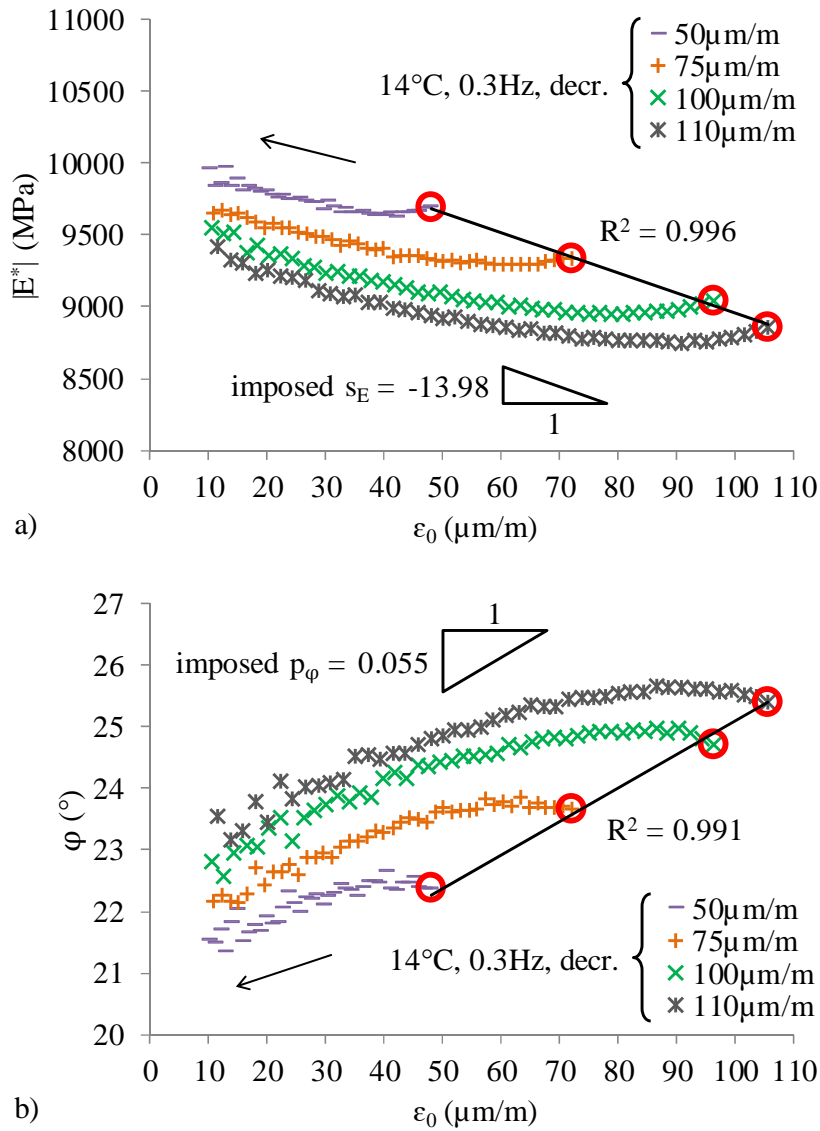 11000
10500
10000
9500
9000
8500
8000
|E*| (MPa)
14°C, 0.3Hz, decr.
50µm/m
75µm/m
100µm/m
110µm/m
R² = 0.996
imposed sE = -13.98
1
0 10 20 30 40 50 60 70 80 90 100 110
a)
ε0 (µm/m)
27
26
25
24
23
22
21
20
φ (°)
1
imposed pφ = 0.055
R² = 0.991
14°C, 0.3Hz, decr.
50µm/m
75µm/m
100µm/m
110µm/m
0 10 20 30 40 50 60 70 80 90 100 110
b)
ε0 (µm/m)